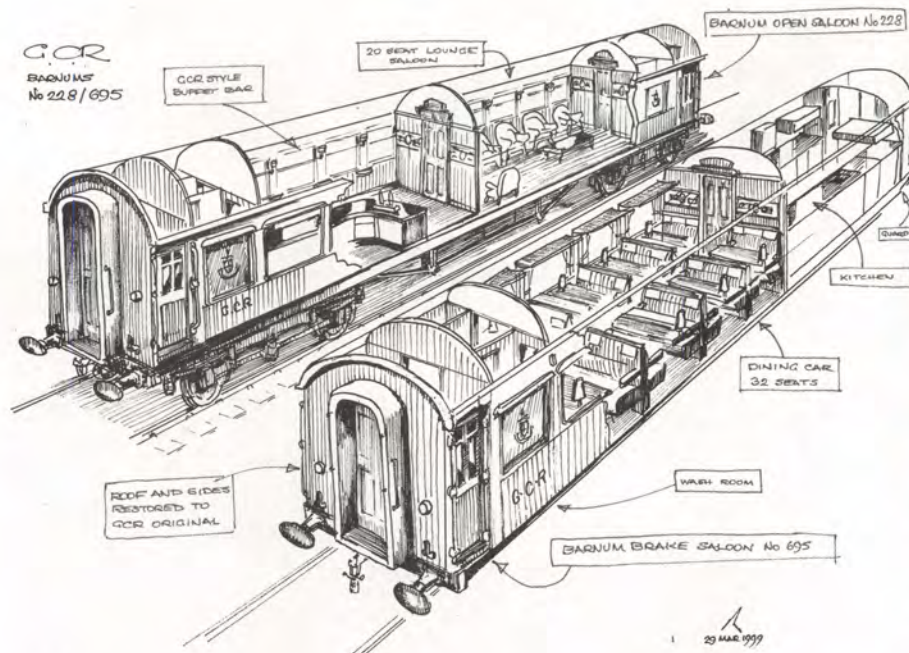 G.C.R
BARNUMS
No 228/695
GCR STYLE
BUFFET BAR
20 SEAT LOUNGE
SALOON
BARNUM OPEN SALOON No 228
3
G.C.R
KITCHEN
DINING CAR
32 SEATS
WASH ROOM
G.C.R
ROOF AND SIDES
RESTORED TO
GCR ORIGINAL
BARNUM BRAKE SALOON No 695
1
29 MAR 1999